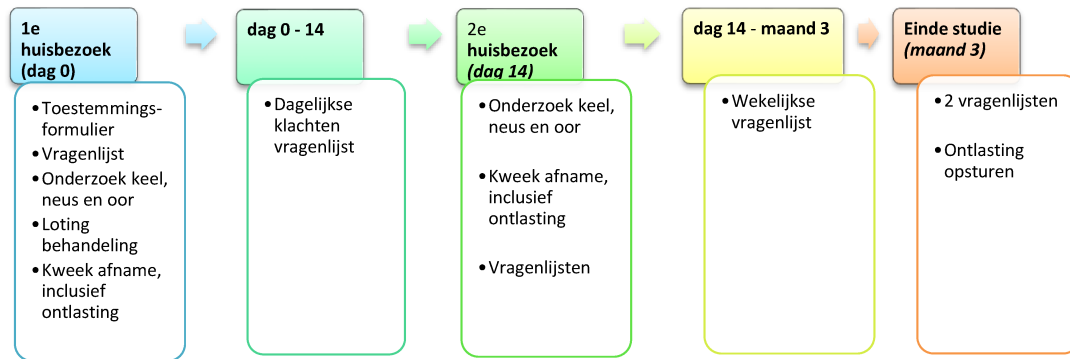 1e
huisbezoek
(dag 0)
• Toestemmings-
formulier
• Vragenlijst
• Onderzoek keel,
neus en oor
• Loting
behandeling
• Kweek afname,
inclusief
ontlasting
dag 0 - 14
• Dagelijkse
klachten
vragenlijst
2e
huisbezoek
(dag 14)
• Onderzoek keel,
neus en oor
• Kweek afname,
inclusief
ontlasting
• Vragenlijsten
dag 14 - maand 3
• Wekelijkse
vragenlijst
Einde studie
(maand 3)
• 2 vragenlijsten
• Ontlasting
opsturen